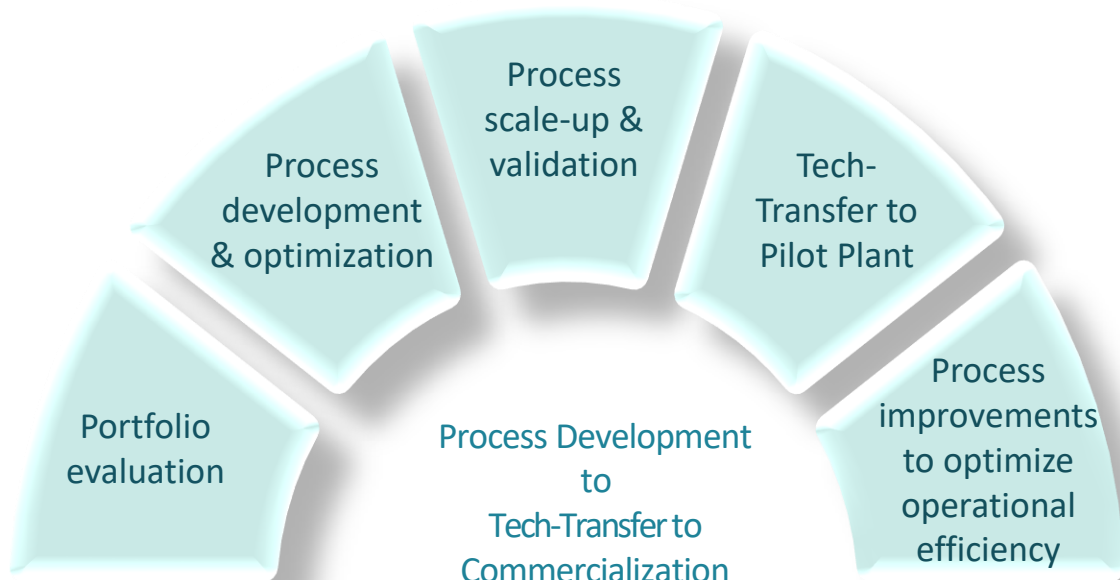 Process
scale-up &
validation
Process
development
& optimization
Tech-
Transfer to
Pilot Plant
Portfolio
evaluation
Process
improvements
to optimize
operational
efficiency
Process Development
to
Tech-Transfer to
Commercialization